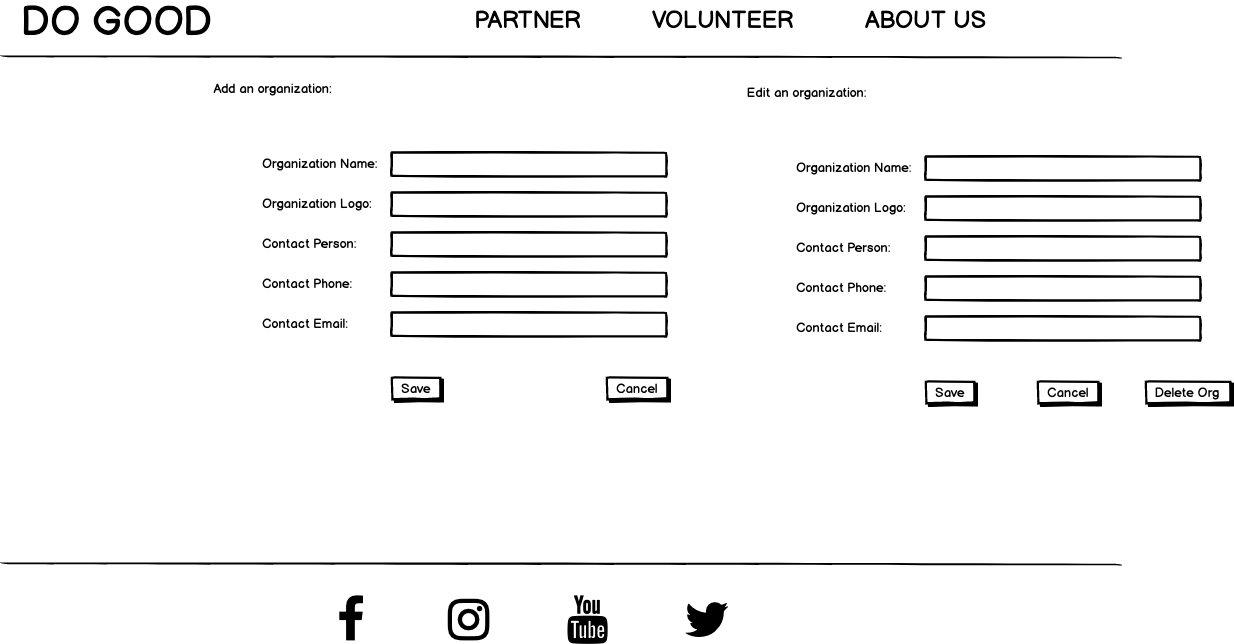 DO GOOD
PARTNER
VOLUNTEER
ABOUT US
Add an organization:
Organization Name:
Organization Logo:
Contact Person:
Contact Phone:
Contact Email:
Save
Cancel
Edit an organization:
Organization Name:
Organization Logo:
Contact Person:
Contact Phone:
Contact Email:
Save
Cancel
Delete Org
You
Tube